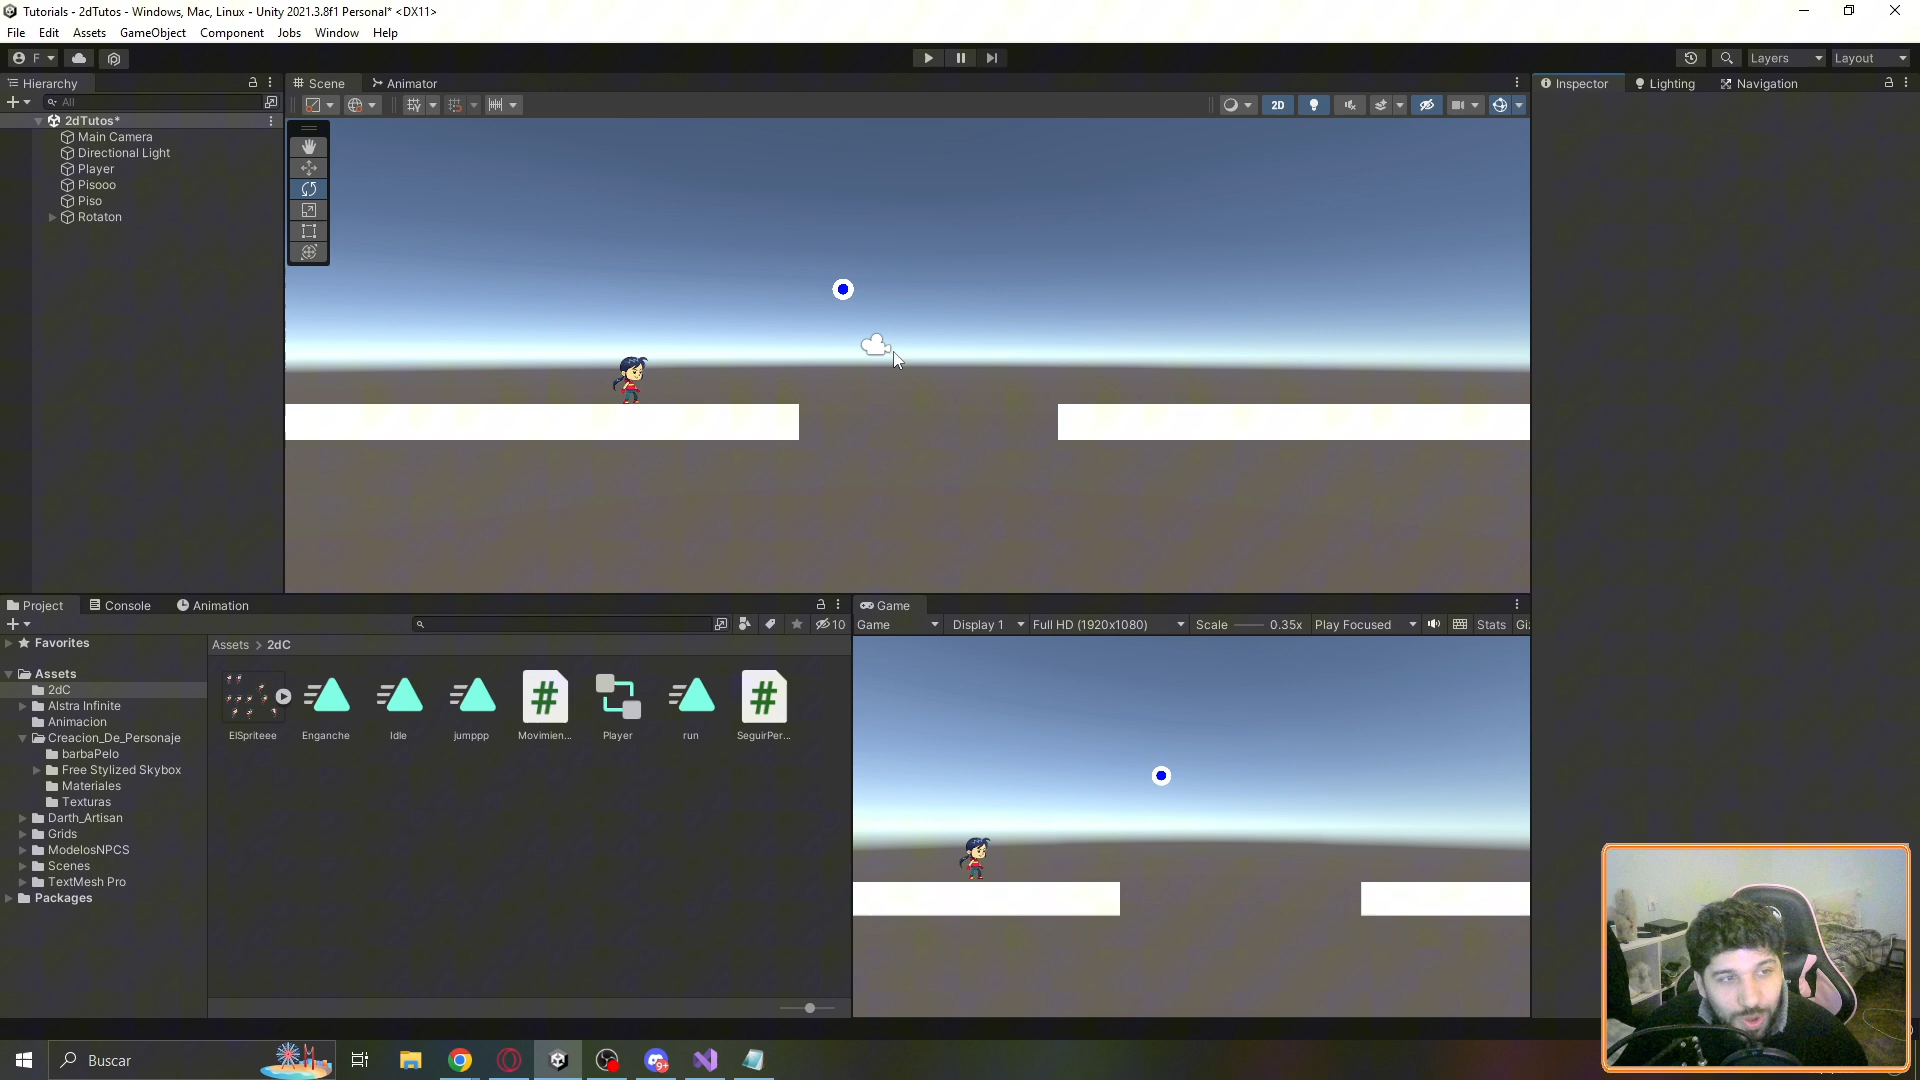 Tutorials - 2dTutos - Windows, Mac, Linux - Unity 2021.3.8f1 Personal* <DX11>
File Edit Assets GameObject Component Jobs Window Help
F Layers Layout
Hierarchy Scene Animator Inspector Lighting Navigation
All 2D
2dTutos*
Main Camera
Directional Light
Player
Pisooo
Piso
Rotaton
Project Console Animation Game
10 Game Display 1 Full HD (1920x1080) Scale 0.35x Play Focused Stats Gi
Favorites
Assets > 2dC
Assets
2dC
Alstra Infinite
Animacion
Creacion_De_Personaje
barbaPelo
Free Stylized Skybox
Materiales
Texturas
Darth_Artisan
Grids
ModelosNPCS
Scenes
TextMesh Pro
Packages
ElSpriteee Enganche Idle jumppp Movimien... Player run SeguirPer...
Buscar 9+